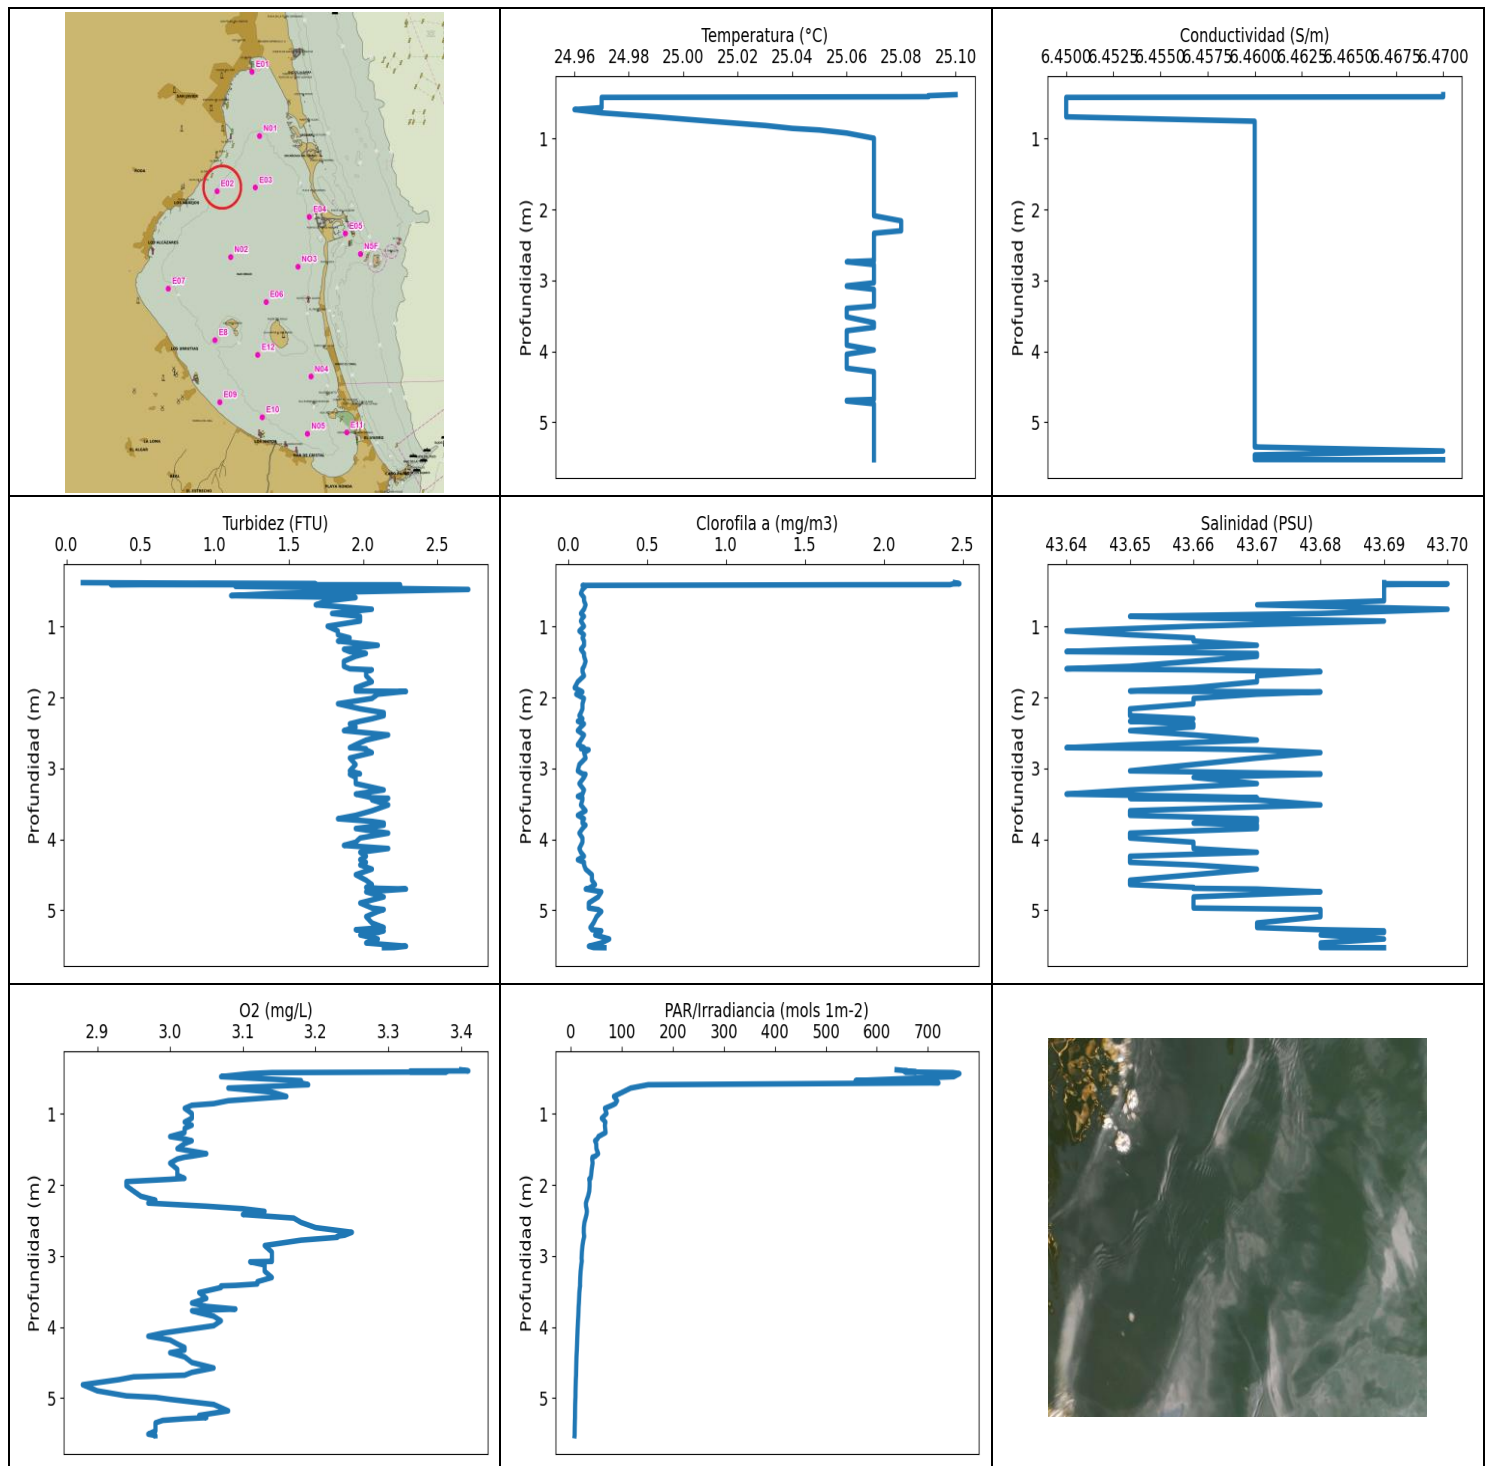 E01
N01
E02
E03
E04
E05
N5F
N02
NO3
E07
E06
E8
E12
N04
E09
E10
N05
E11
RODA
EL ALGAR
LA LOMA
PLAYA HONDA
Temperatura (°C)
24.96 24.98 25.00 25.02 25.04 25.06 25.08 25.10
Profundidad (m)
1
2
3
4
5
Conductividad (S/m)
6.4500 6.4525 6.4550 6.4575 6.4600 6.4625 6.4650 6.4675 6.4700
Profundidad (m)
1
2
3
4
5
Turbidez (FTU)
0.0 0.5 1.0 1.5 2.0 2.5
Profundidad (m)
1
2
3
4
5
Clorofila a (mg/m3)
0.0 0.5 1.0 1.5 2.0 2.5
Profundidad (m)
1
2
3
4
5
Salinidad (PSU)
43.64 43.65 43.66 43.67 43.68 43.69 43.70
Profundidad (m)
1
2
3
4
5
O2 (mg/L)
2.9 3.0 3.1 3.2 3.3 3.4
Profundidad (m)
1
2
3
4
5
PAR/Irradiancia (mols 1m-2)
0 100 200 300 400 500 600 700
Profundidad (m)
1
2
3
4
5